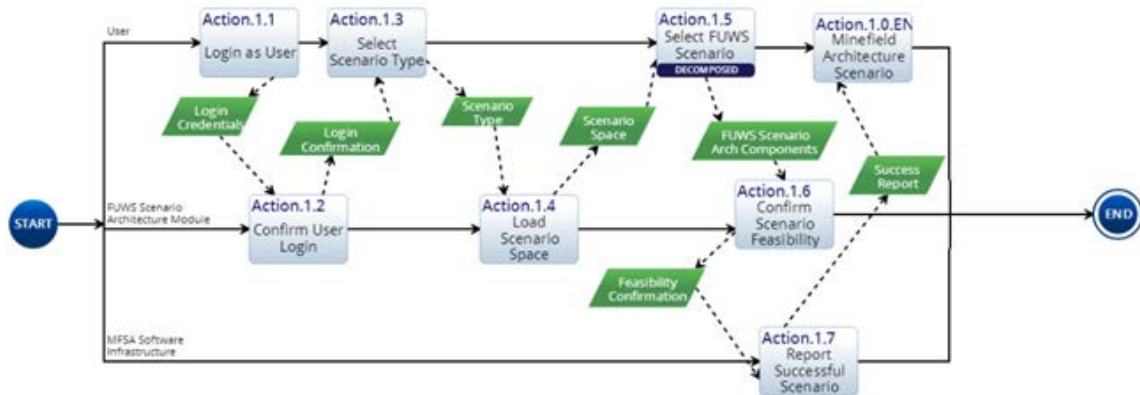 User
Action.1.1
Login as User
Action.1.3
Select
Scenario Type
Action.1.5
Select FUWS
Scenario
DECOMPOSED
Action.1.0.EN
Minefield
Architecture
Scenario
Login
Credentials
Login
Confirmation
Scenario
Type
Scenario
Space
FUWS Scenario
Arch Components
Success
Report
START
FUWS Scenario
Architecture Module
Action.1.2
Confirm User
Login
Action.1.4
Load
Scenario
Space
Action.1.6
Confirm
Scenario
Feasibility
END
Feasibility
Confirmation
MFSA Software
Infrastructure
Action.1.7
Report
Successful
Scenario